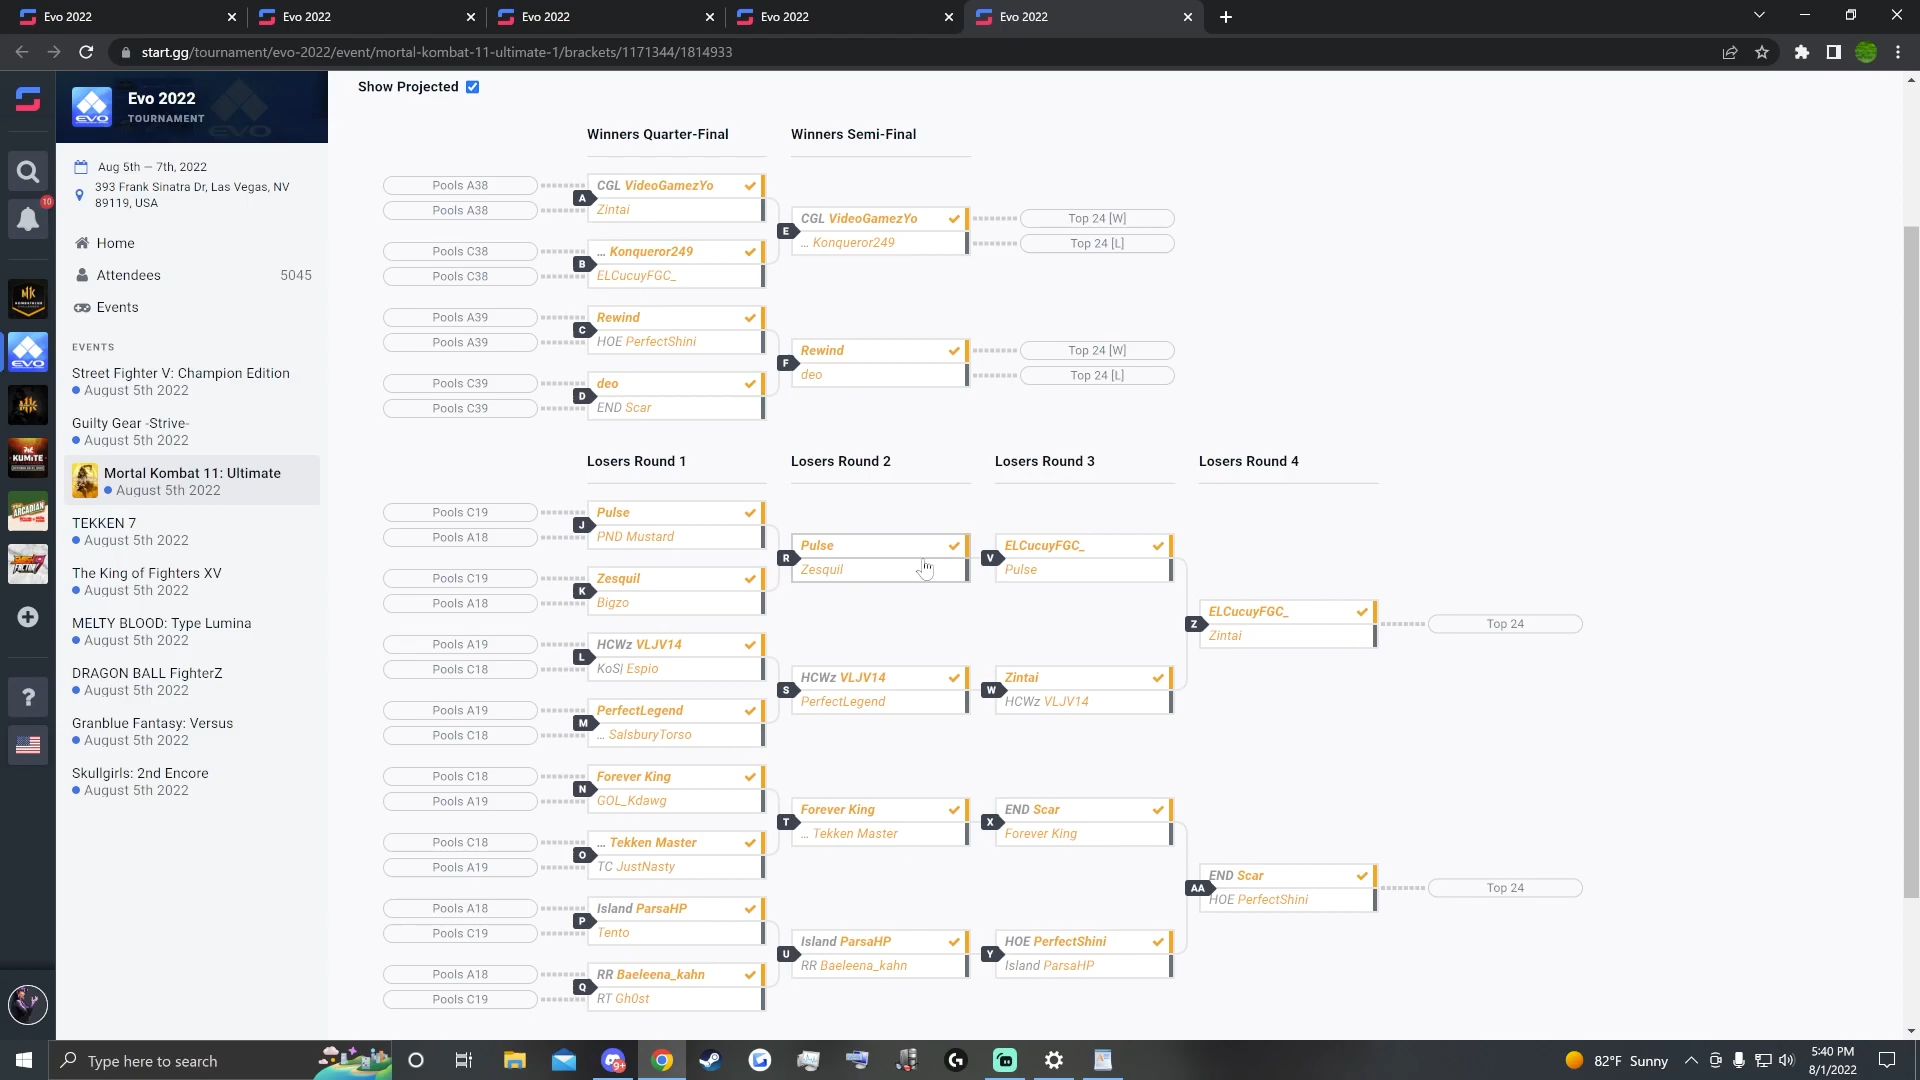 Evo 2022
Evo 2022
Evo 2022
Evo 2022
Evo 2022
start.gg/tournament/evo-2022/event/mortal-kombat-11-ultimate-1/brackets/1171344/1814933
Evo 2022
TOURNAMENT
EVO
Aug 5th — 7th, 2022
393 Frank Sinatra Dr, Las Vegas, NV
89119, USA
10
Home
Attendees 5045
Events
EVENTS
Street Fighter V: Champion Edition
August 5th 2022
Guilty Gear -Strive-
August 5th 2022
Mortal Kombat 11: Ultimate
August 5th 2022
TEKKEN 7
August 5th 2022
The King of Fighters XV
August 5th 2022
MELTY BLOOD: Type Lumina
August 5th 2022
DRAGON BALL FighterZ
August 5th 2022
Granblue Fantasy: Versus
August 5th 2022
Skullgirls: 2nd Encore
August 5th 2022
Show Projected
Winners Quarter-Final
Winners Semi-Final
Pools A38
Pools A38
A
CGL VideoGamezYo
Zintai
Pools C38
Pools C38
B
... Konqueror249
ELCucuyFGC_
Pools A39
Pools A39
C
Rewind
HOE PerfectShini
Pools C39
Pools C39
D
deo
END Scar
E
CGL VideoGamezYo
... Konqueror249
Top 24 [W]
Top 24 [L]
F
Rewind
deo
Top 24 [W]
Top 24 [L]
Losers Round 1
Losers Round 2
Losers Round 3
Losers Round 4
Pools C19
Pools A18
J
Pulse
PND Mustard
Pools C19
Pools A18
K
Zesquil
Bigzo
Pools A19
Pools C18
L
HCWz VLJV14
KoS| Espio
Pools A19
Pools C18
M
PerfectLegend
... SalsburyTorso
Pools C18
Pools A19
N
Forever King
GOL_Kdawg
Pools C18
Pools A19
O
... Tekken Master
TC JustNasty
Pools A18
Pools C19
P
Island ParsaHP
Tento
Pools A18
Pools C19
Q
RR Baeleena_kahn
RT Gh0st
R
Pulse
Zesquil
S
HCWz VLJV14
PerfectLegend
T
Forever King
... Tekken Master
U
Island ParsaHP
RR Baeleena_kahn
V
ELCucuyFGC_
Pulse
W
Zintai
HCWz VLJV14
X
END Scar
Forever King
Y
HOE PerfectShini
Island ParsaHP
Z
ELCucuyFGC_
Zintai
Top 24
AA
END Scar
HOE PerfectShini
Top 24
Type here to search
82°F Sunny
5:40 PM
8/1/2022